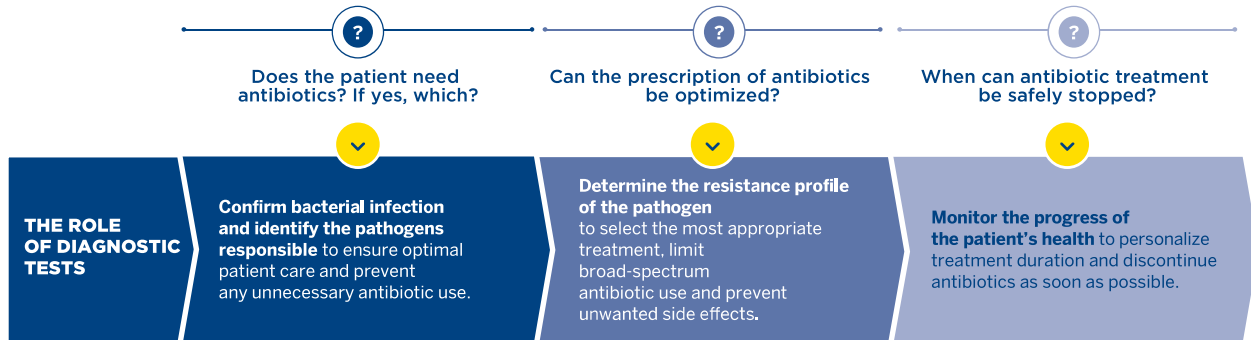 ?
Does the patient need
antibiotics? If yes, which?
?
Can the prescription of antibiotics
be optimized?
?
When can antibiotic treatment
be safely stopped?
THE ROLE
OF DIAGNOSTIC
TESTS
Confirm bacterial infection
and identify the pathogens
responsible to ensure optimal
patient care and prevent
any unnecessary antibiotic use.
Determine the resistance profile
of the pathogen
to select the most appropriate
treatment, limit
broad-spectrum
antibiotic use and prevent
unwanted side effects.
Monitor the progress of
the patient's health to personalize
treatment duration and discontinue
antibiotics as soon as possible.